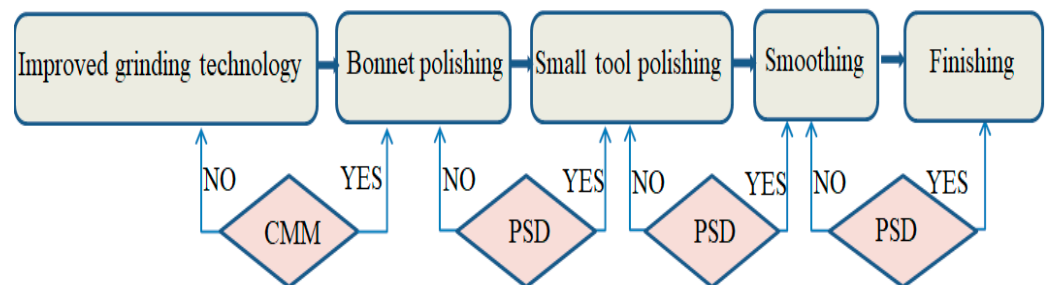 Improved grinding technology
Bonnet polishing
Small tool polishing
Smoothing
Finishing
NO
YES
NO
YES
NO
YES
NO
YES
CMM
PSD
PSD
PSD